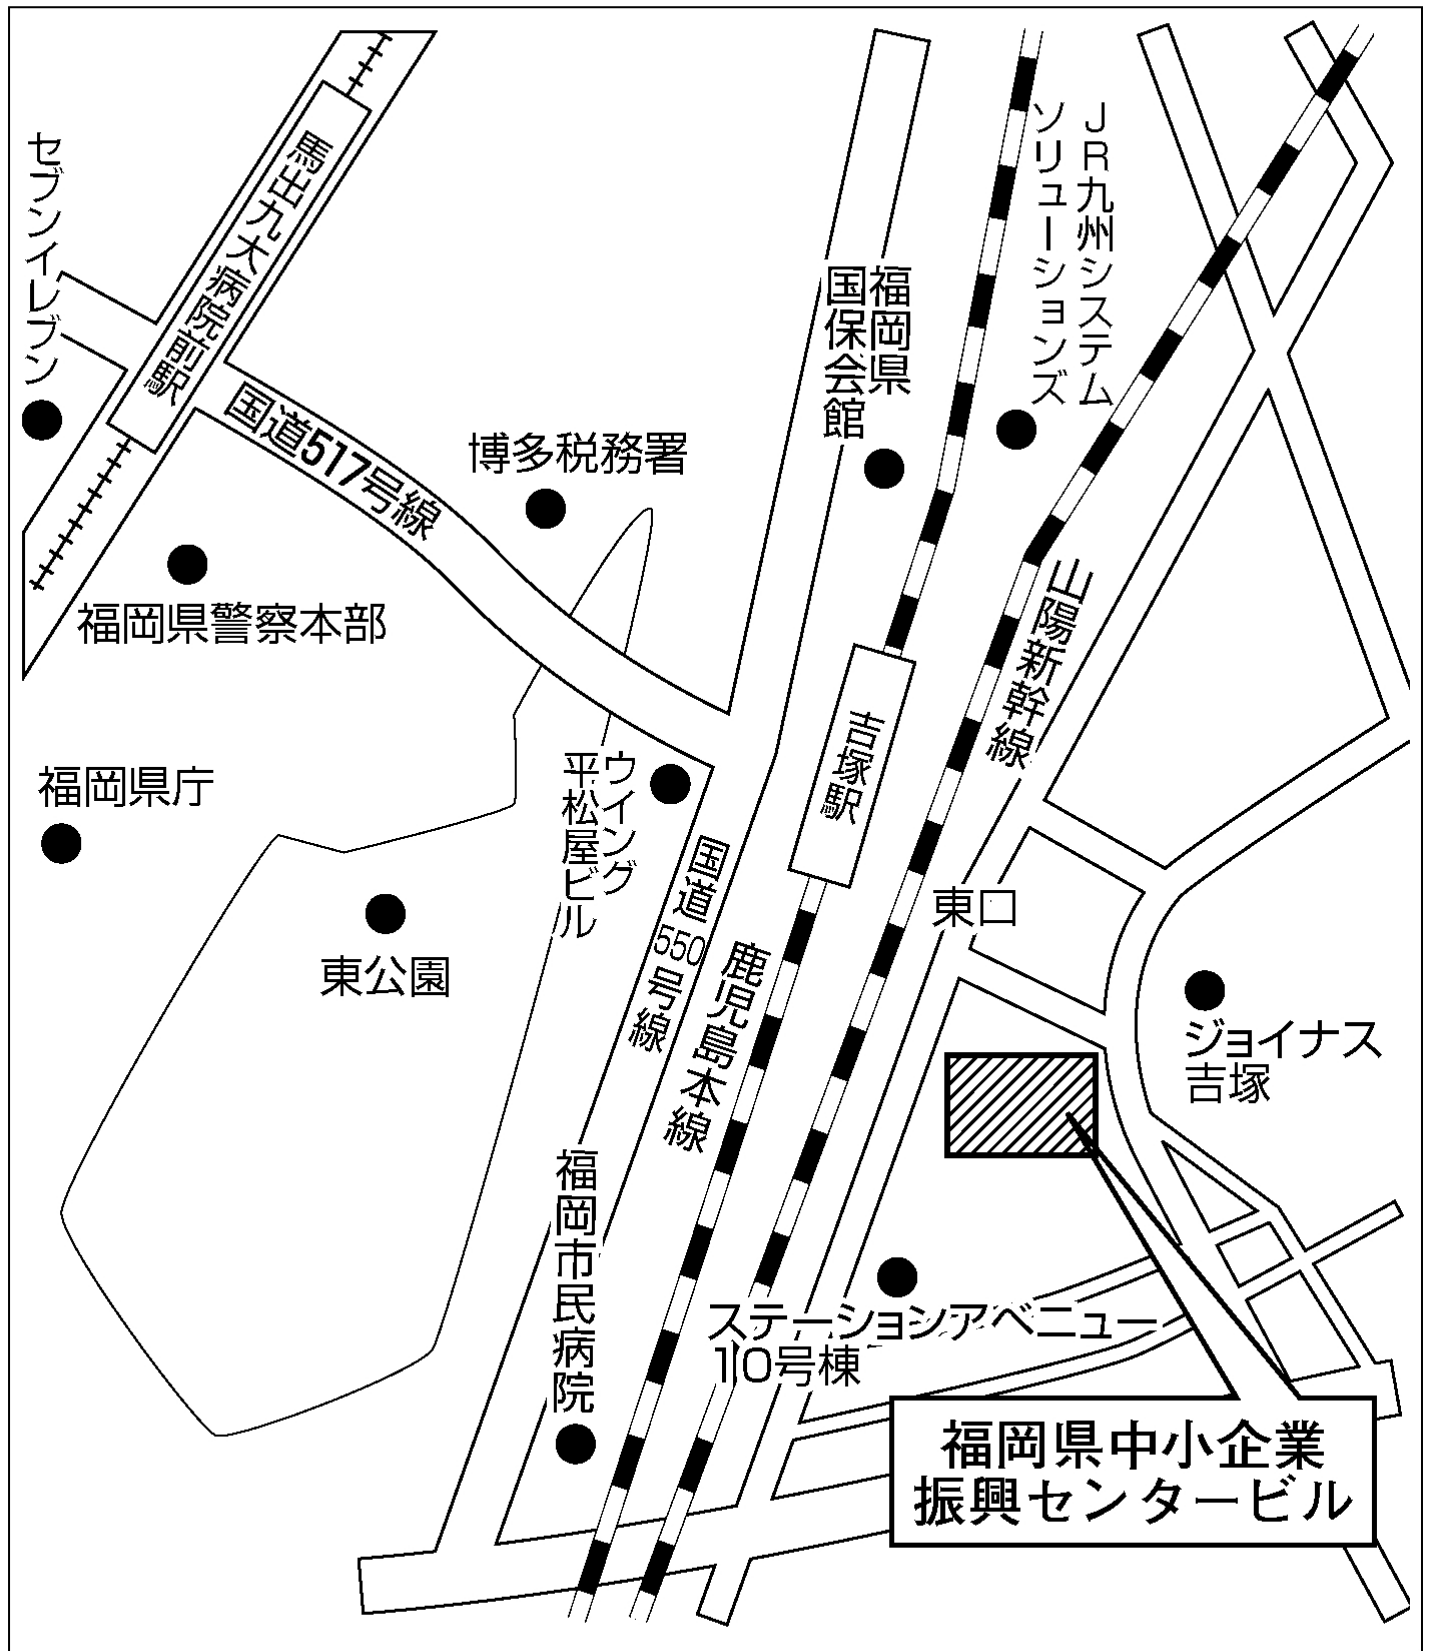 セブンイレブン
馬出九大病院前駅
国道517号線
博多税務署
福岡県
国保会館
JR九州システム
ソリューションズ
福岡県警察本部
山陽新幹線
吉塚駅
福岡県庁
ウイング
平松屋ビル
国道550号線
東口
東公園
鹿児島本線
ジョイナス
吉塚
福岡市民病院
ステーションアベニュー
10号棟
福岡県中小企業
振興センタービル